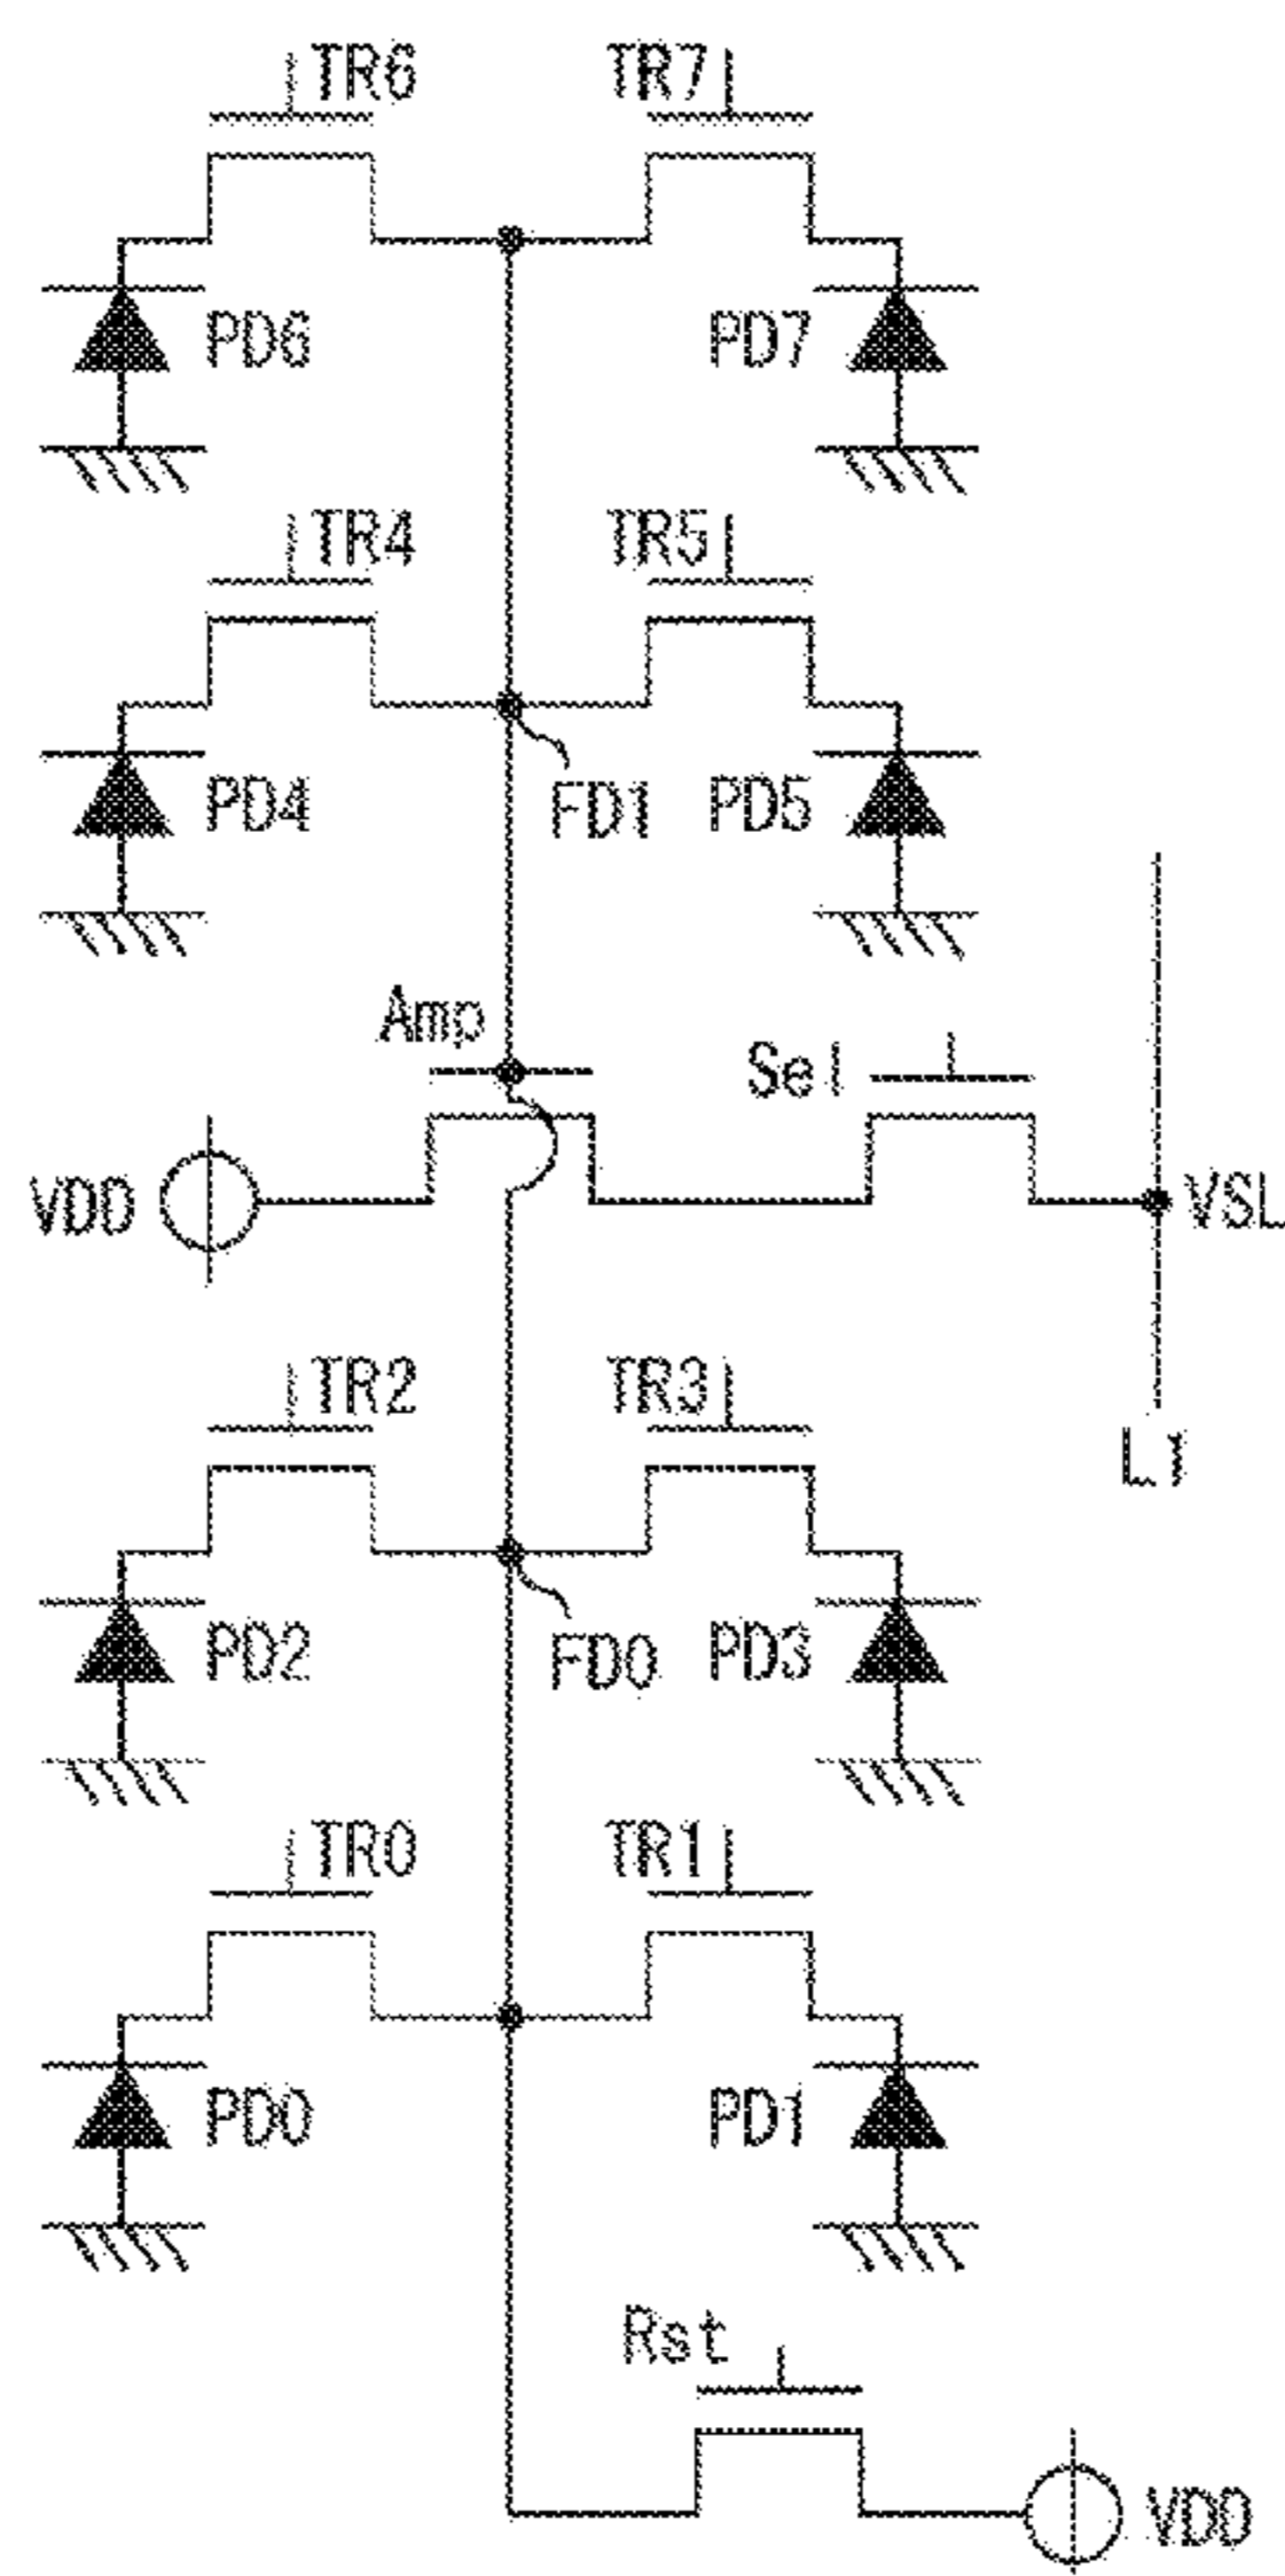 TR6 TR7
PD6 PD7
TR4 TR5
PD4 FD1 PD5
Amp
Sel
VDD VSL
TR2 TR3
L1
PD2 FD0 PD3
TR0 TR1
PD0 PD1
Rst
VDD